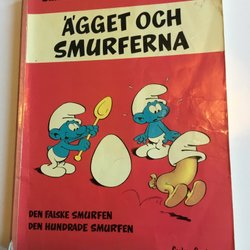 ÄGGET OCH
SMURFERNA
DEN FALSKE SMURFEN
DEN HUNDRADE SMURFEN